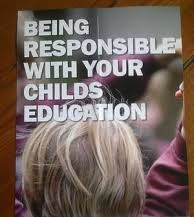 BEING
RESPONSIBLE
WITH YOUR
CHILDS
EDUCATION